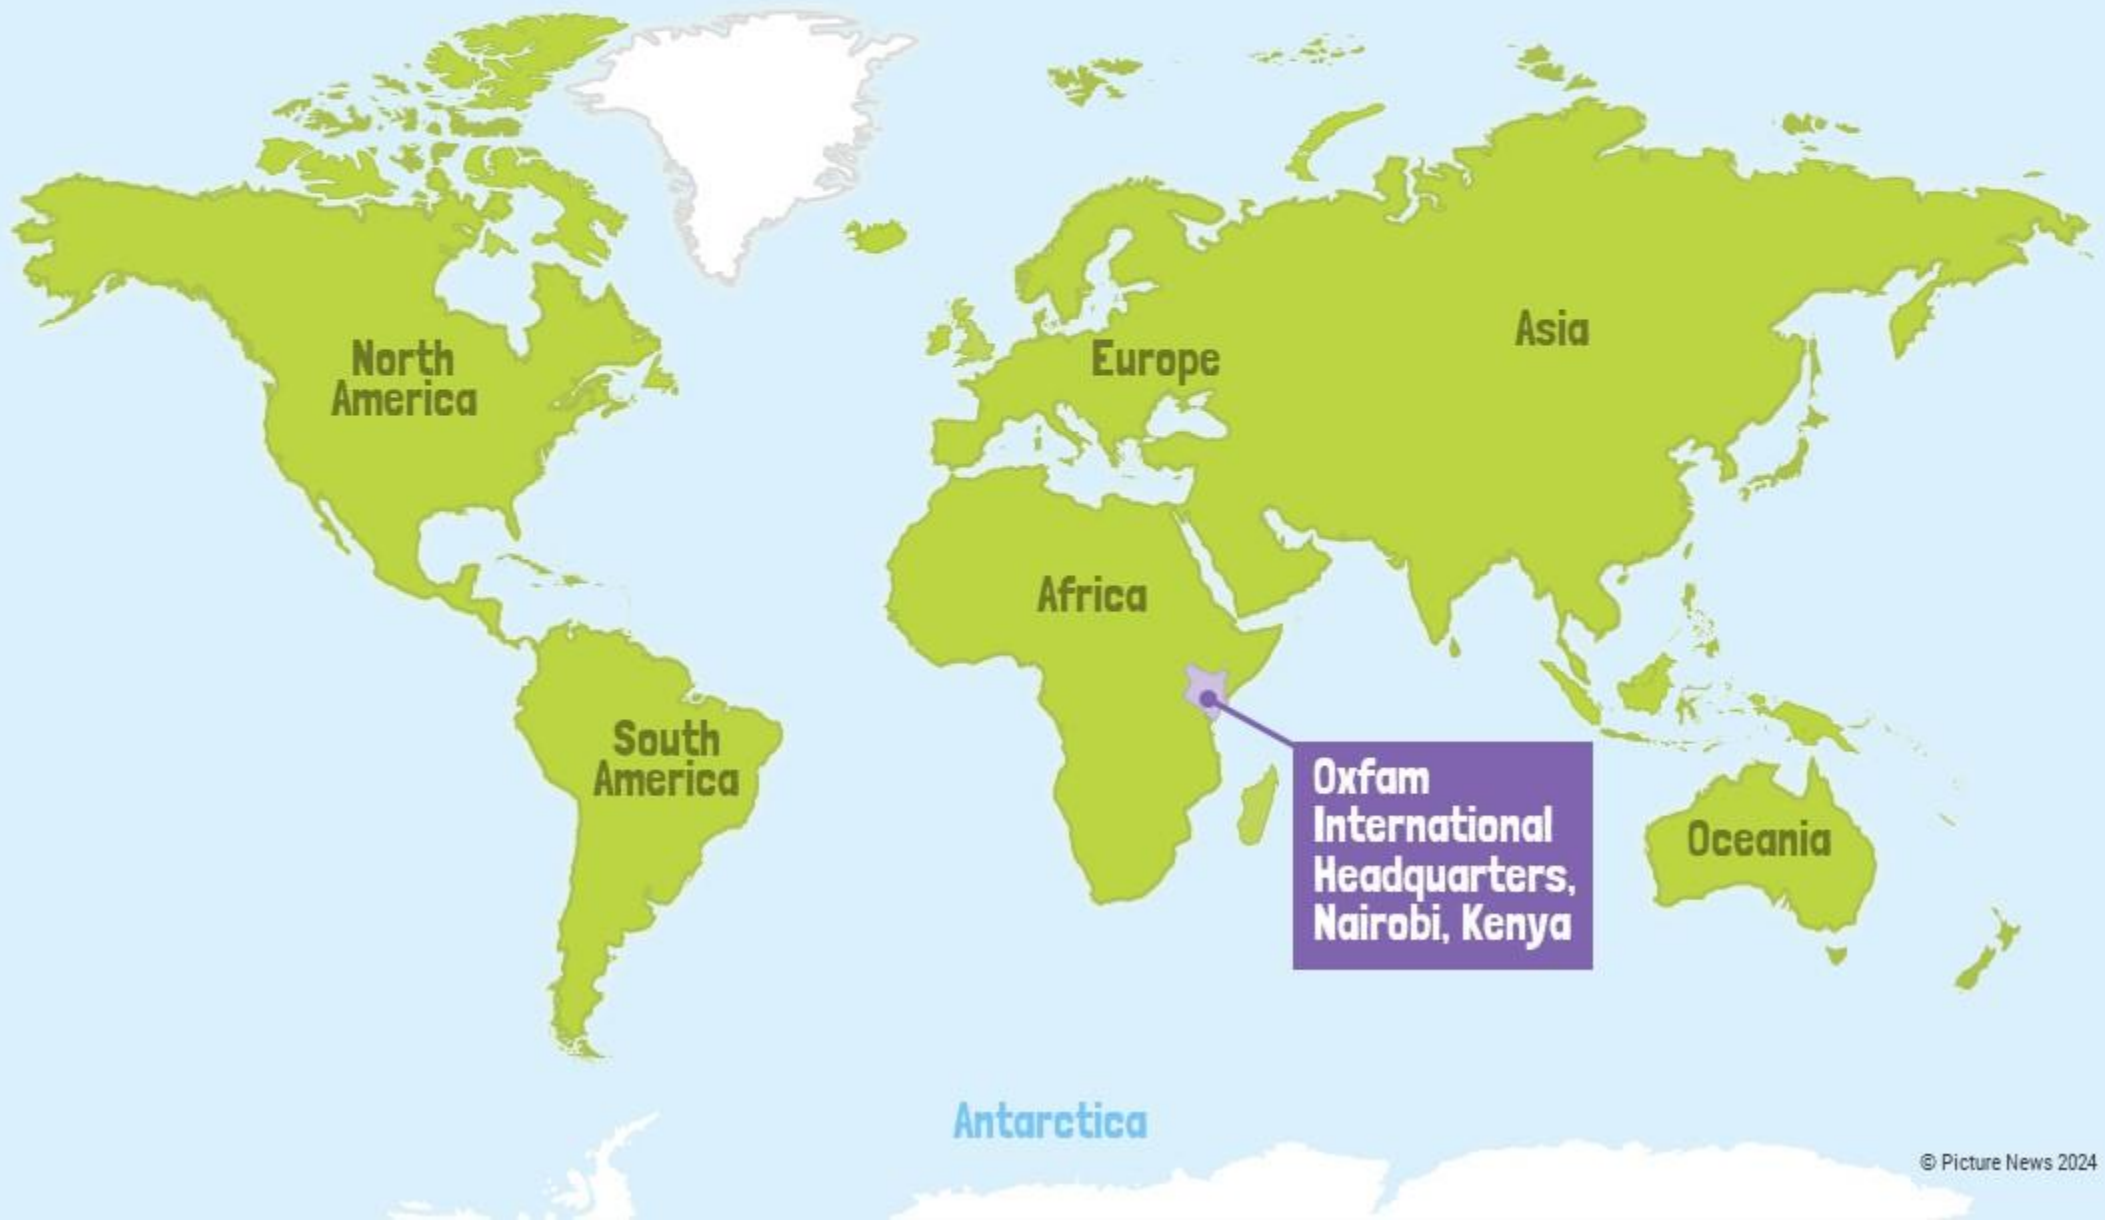 North
America
Europe
Asia
Africa
South
America
Oxfam
International
Headquarters,
Nairobi, Kenya
Oceania
Antarctica
© Picture News 2024